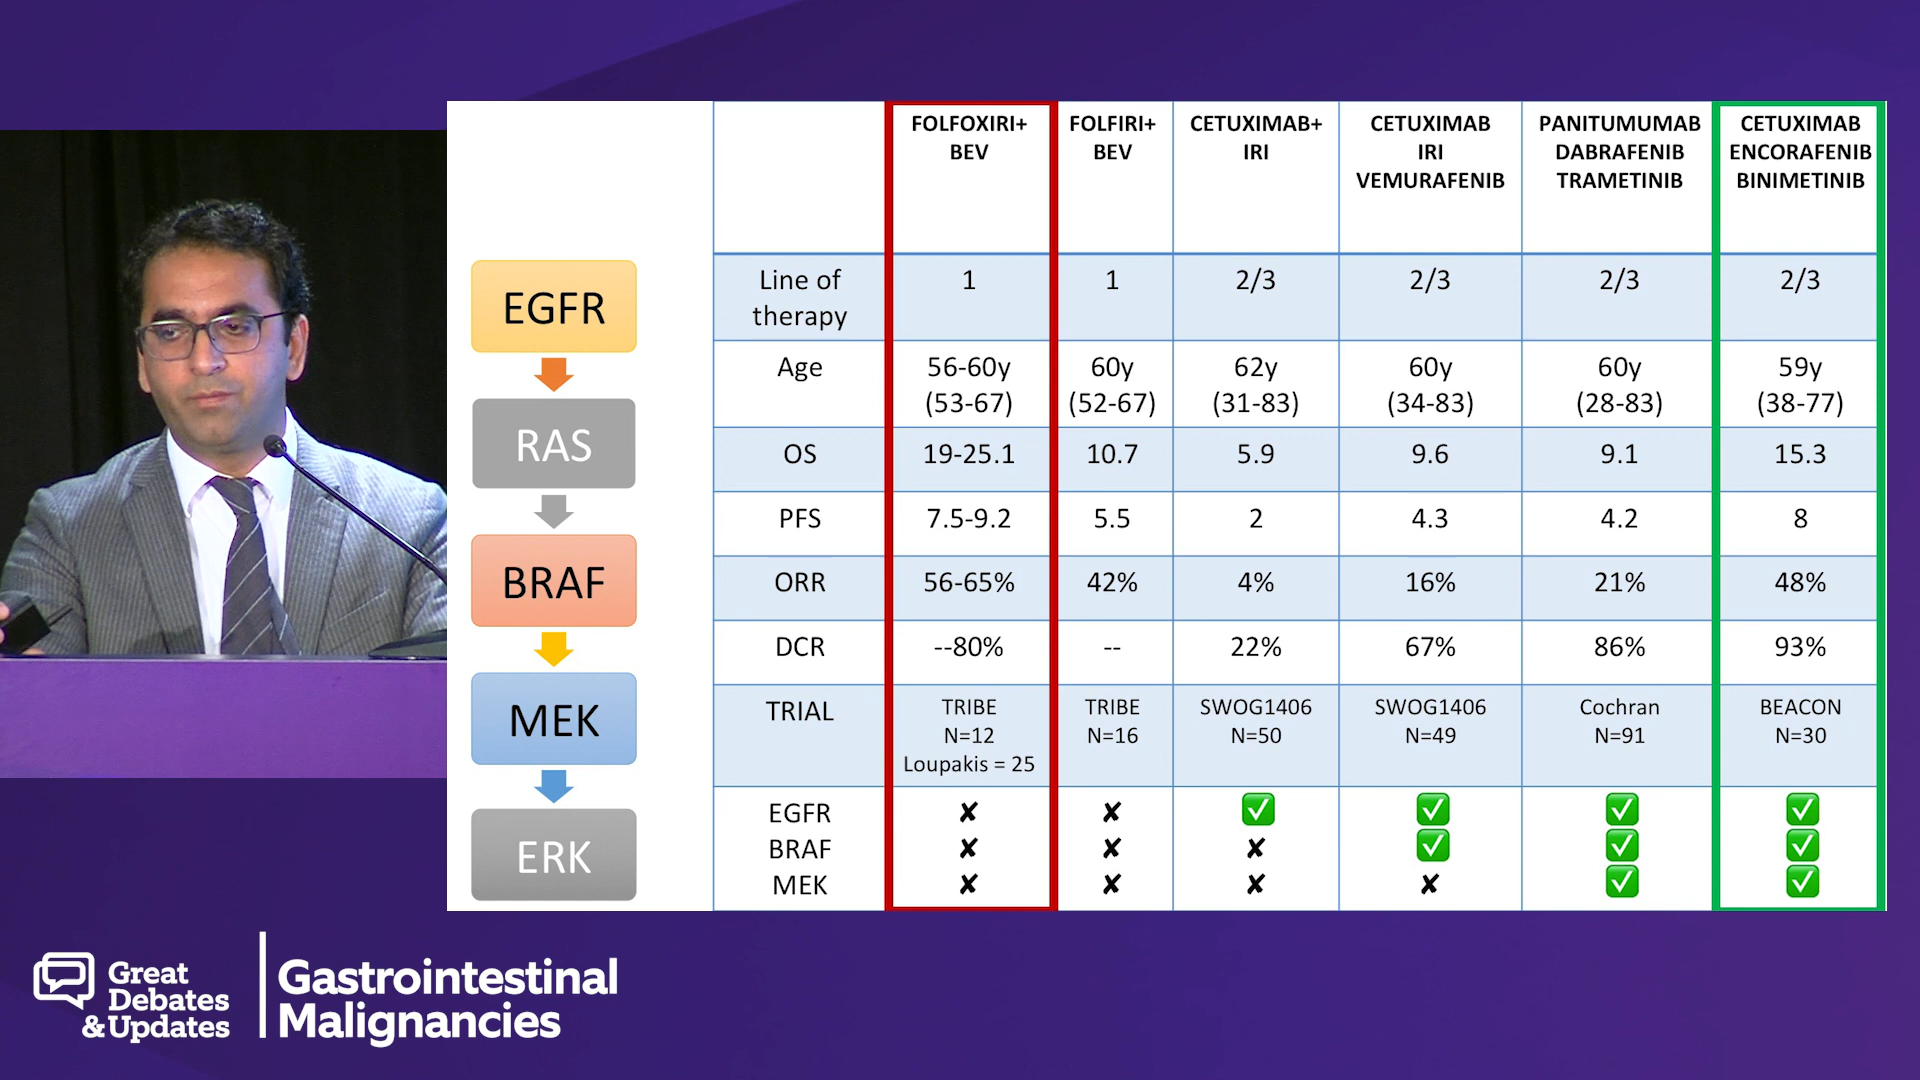 EGFR
RAS
BRAF
MEK
ERK
FOLFOXIRI+ BEV | FOLFIRI+ BEV | CETUXIMAB+ IRI | CETUXIMAB IRI VEMURAFENIB | PANITUMUMAB DABRAFENIB TRAMETINIB | CETUXIMAB ENCORAFENIB BINIMETINIB
Line of therapy | 1 | 1 | 2/3 | 2/3 | 2/3 | 2/3
Age | 56-60y (53-67) | 60y (52-67) | 62y (31-83) | 60y (34-83) | 60y (28-83) | 59y (38-77)
OS | 19-25.1 | 10.7 | 5.9 | 9.6 | 9.1 | 15.3
PFS | 7.5-9.2 | 5.5 | 2 | 4.3 | 4.2 | 8
ORR | 56-65% | 42% | 4% | 16% | 21% | 48%
DCR | --80% | -- | 22% | 67% | 86% | 93%
TRIAL | TRIBE N=12 Loupakis = 25 | TRIBE N=16 | SWOG1406 N=50 | SWOG1406 N=49 | Cochran N=91 | BEACON N=30
EGFR | ✘ | ✘ | ✅ | ✅ | ✅ | ✅
BRAF | ✘ | ✘ | ✘ | ✅ | ✅ | ✅
MEK | ✘ | ✘ | ✘ | ✘ | ✅ | ✅
Great
Debates
& Updates
Gastrointestinal
Malignancies